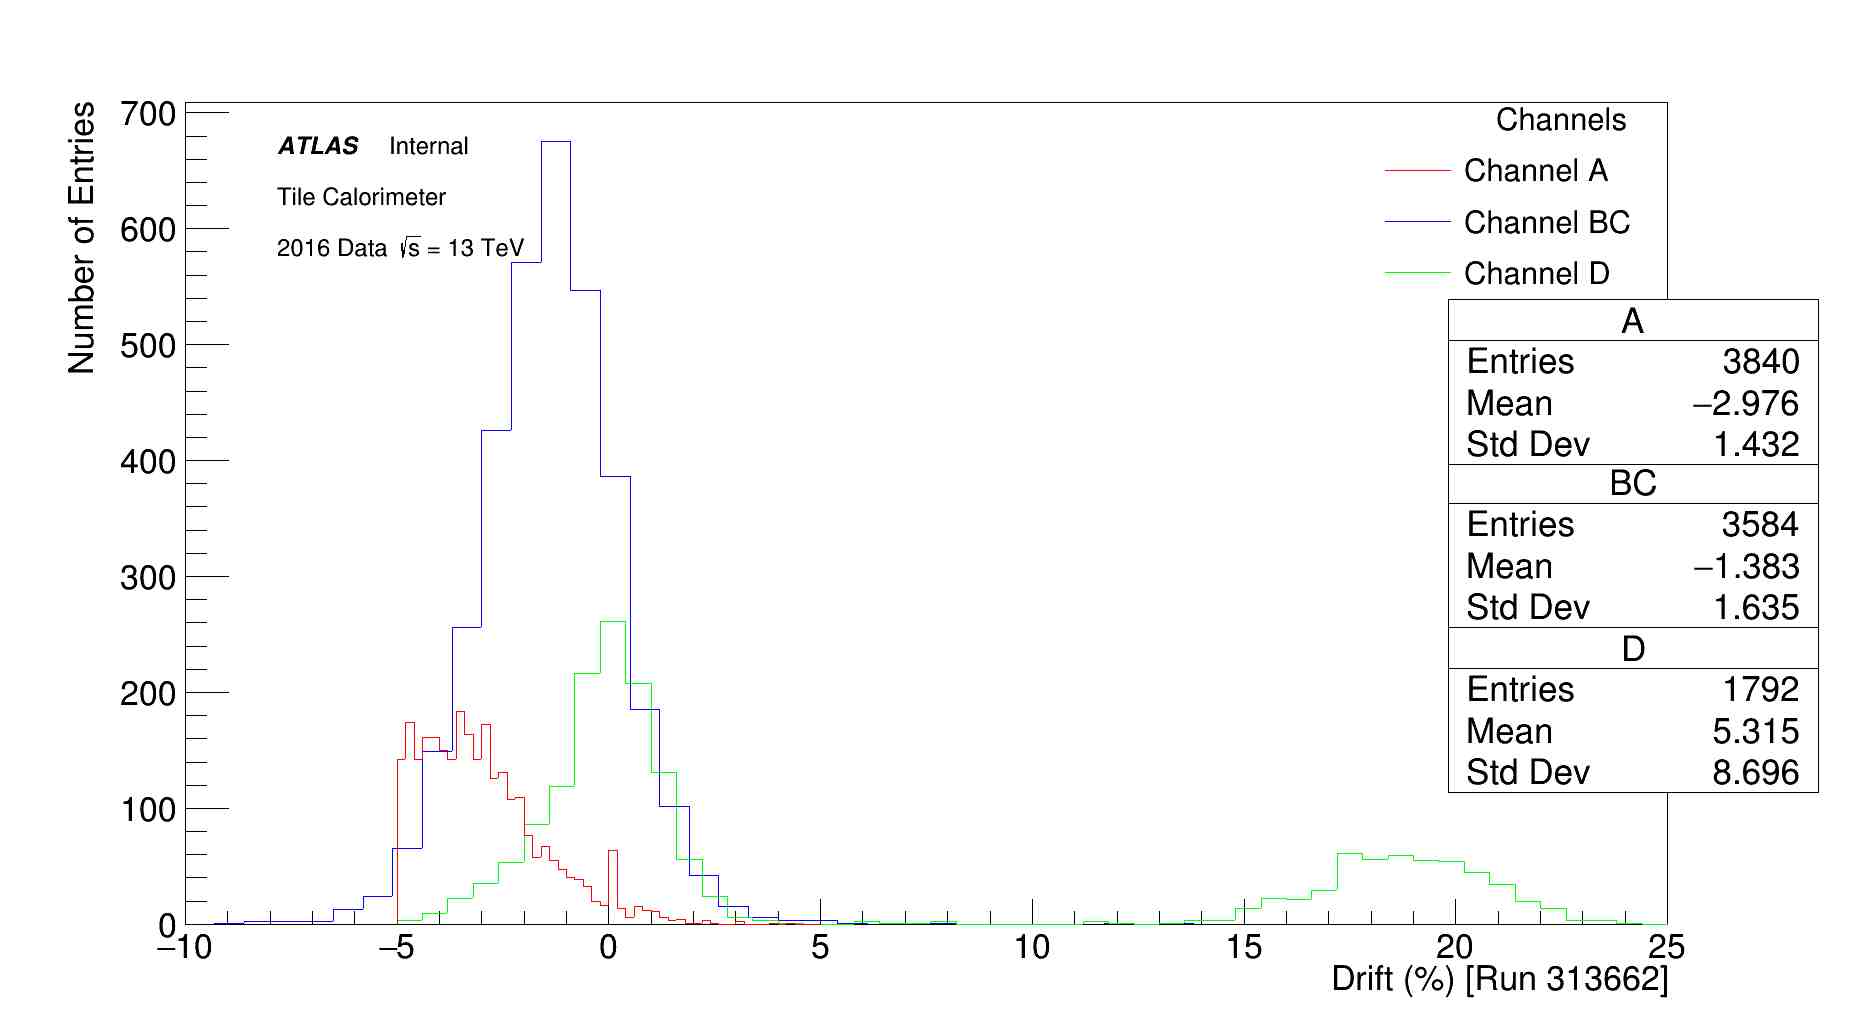 Number of Entries
700
600
500
400
300
200
100
0
ATLAS Internal
Tile Calorimeter
2016 Data √s = 13 TeV
Channels
Channel A
Channel BC
Channel D
A
Entries 3840
Mean −2.976
Std Dev 1.432
BC
Entries 3584
Mean −1.383
Std Dev 1.635
D
Entries 1792
Mean 5.315
Std Dev 8.696
−10 −5 0 5 10 15 20 25
Drift (%) [Run 313662]